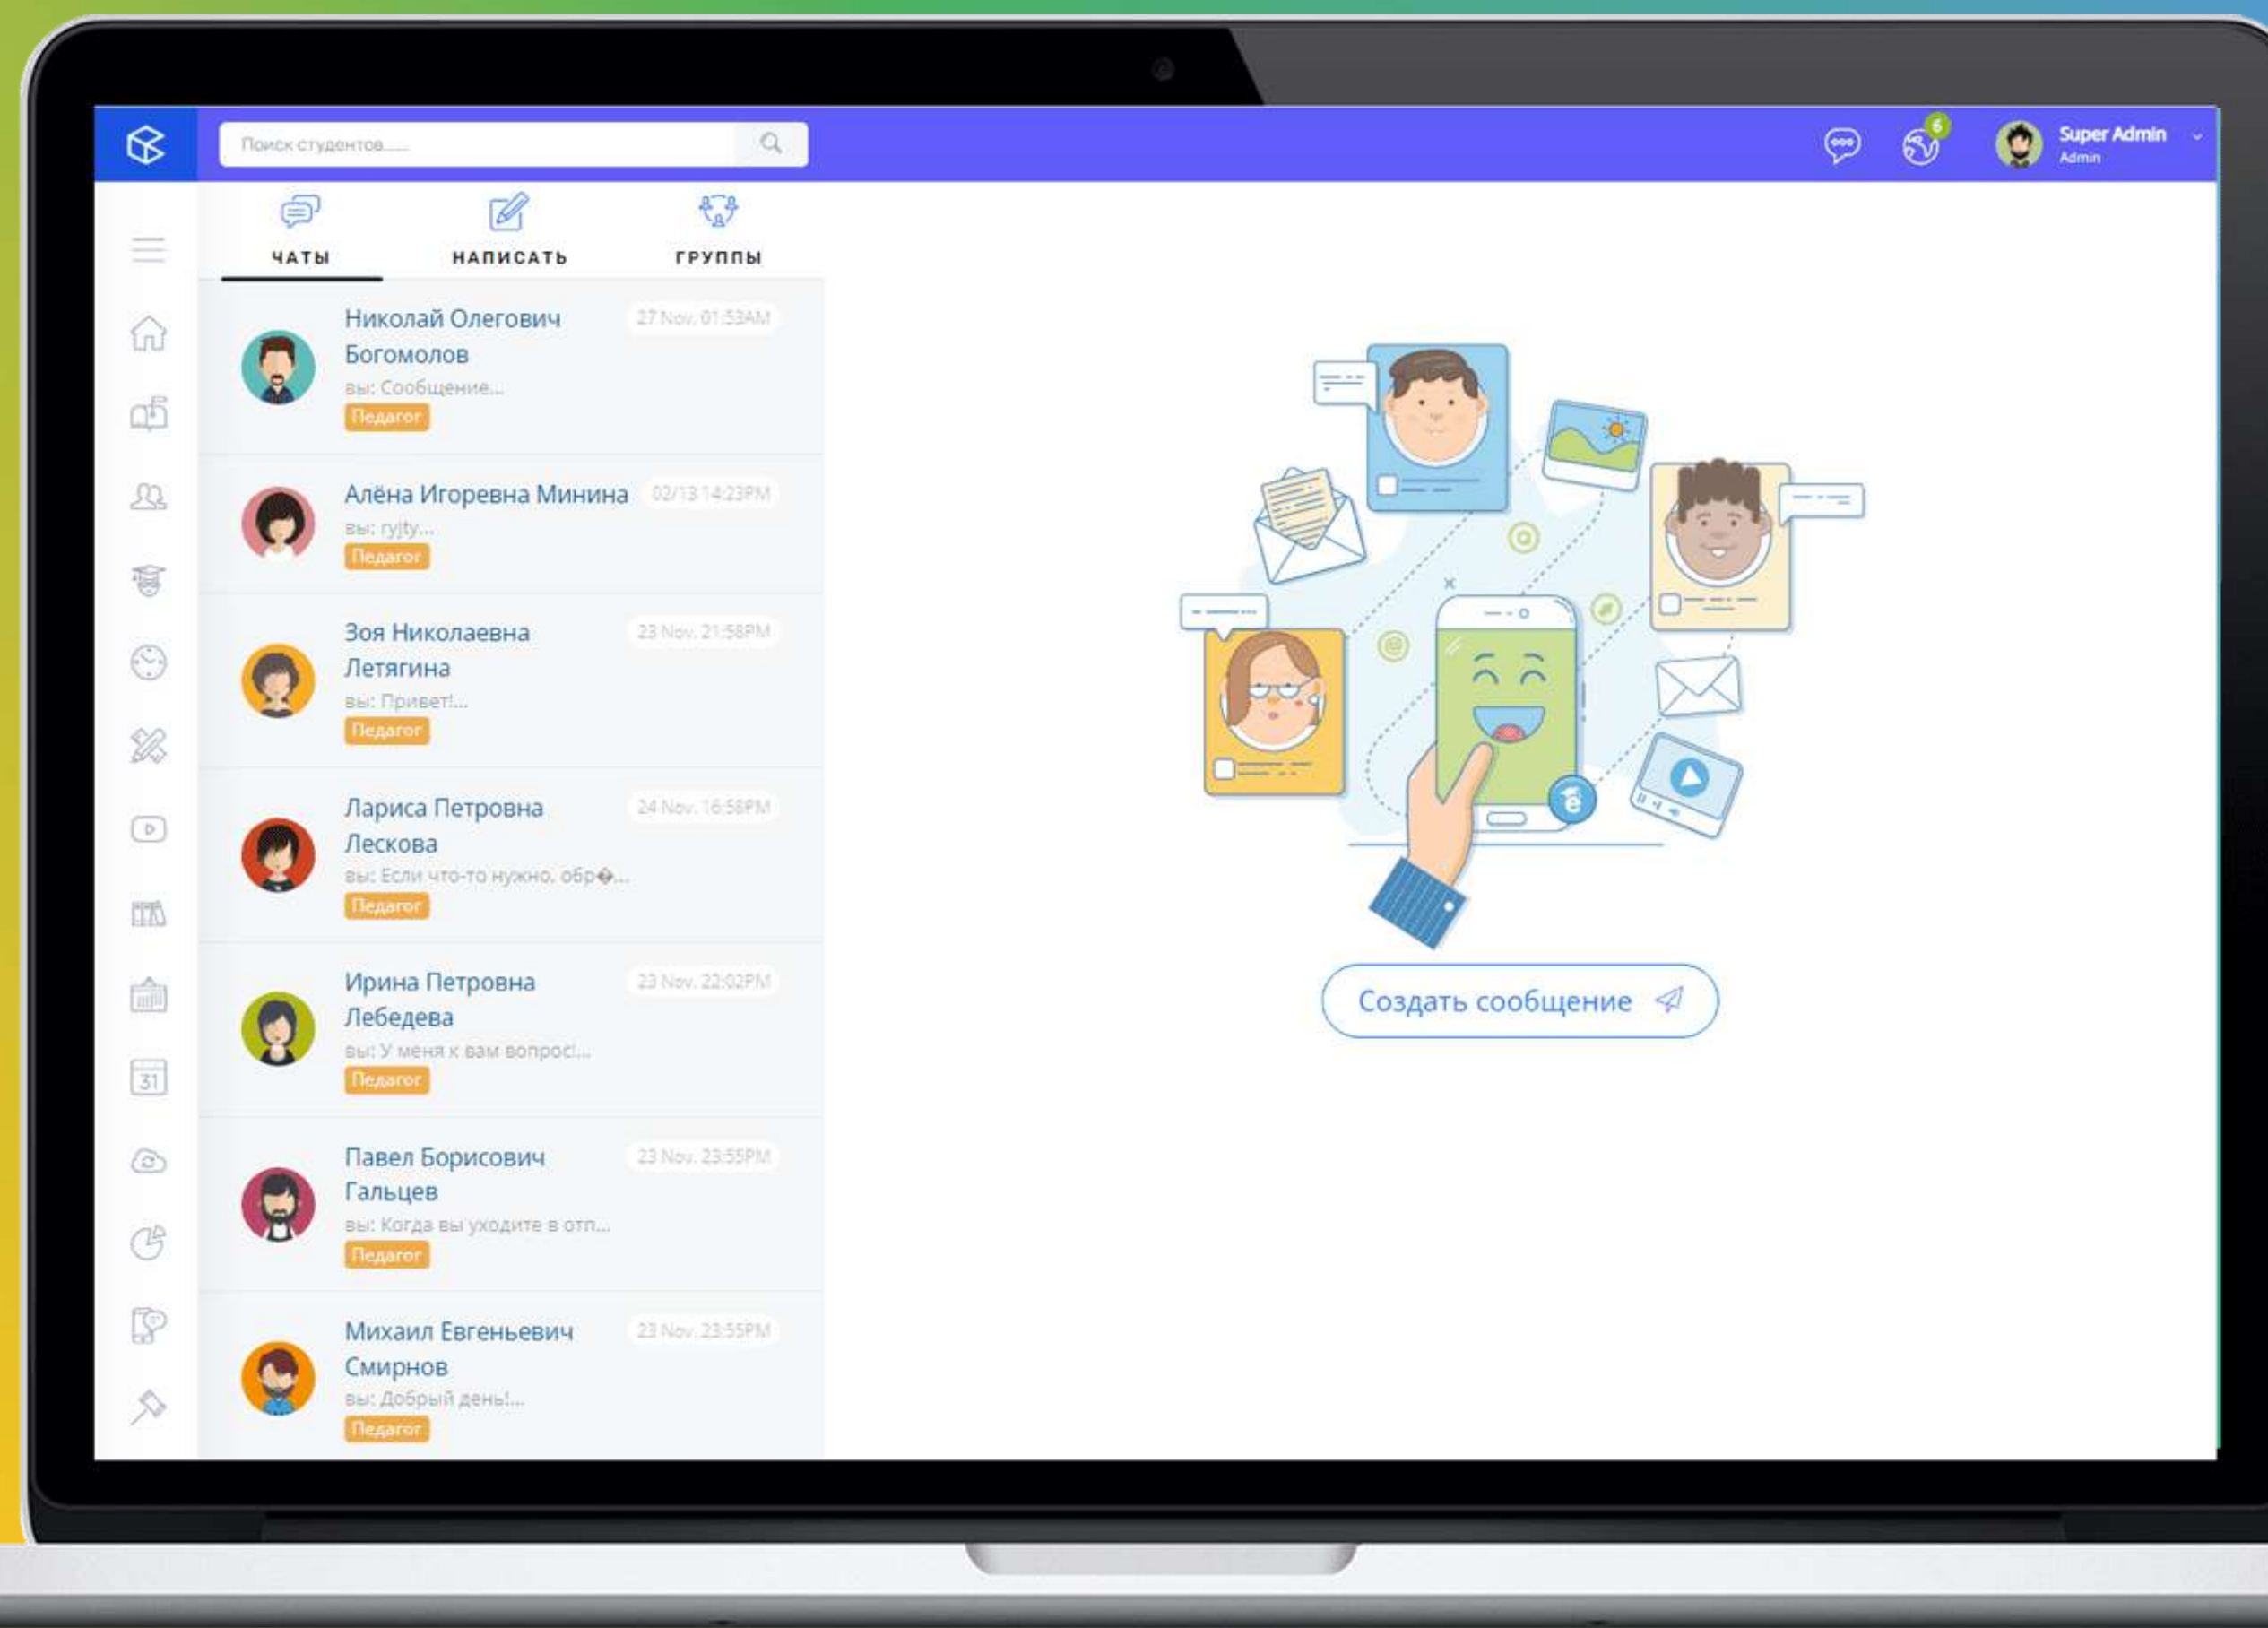 Поиск студентов......
6
Super Admin
Admin
ЧАТЫ
НАПИСАТЬ
ГРУППЫ
Николай Олегович
Богомолов
27 Nov, 01:53AM
вы: Сообщение...
Педагог
Алёна Игоревна Минина
02/13 14:23PM
вы: ryjty...
Педагог
Зоя Николаевна
Летягина
23 Nov, 21:58PM
вы: Привет!...
Педагог
Лариса Петровна
Лескова
24 Nov, 16:58PM
вы: Если что-то нужно, обр�...
Педагог
Ирина Петровна
Лебедева
23 Nov, 22:02PM
вы: У меня к вам вопрос!...
Педагог
Павел Борисович
Гальцев
23 Nov, 23:55PM
вы: Когда вы уходите в отп...
Педагог
Михаил Евгеньевич
Смирнов
23 Nov, 23:55PM
вы: Добрый день!...
Педагог
31
e
Создать сообщение